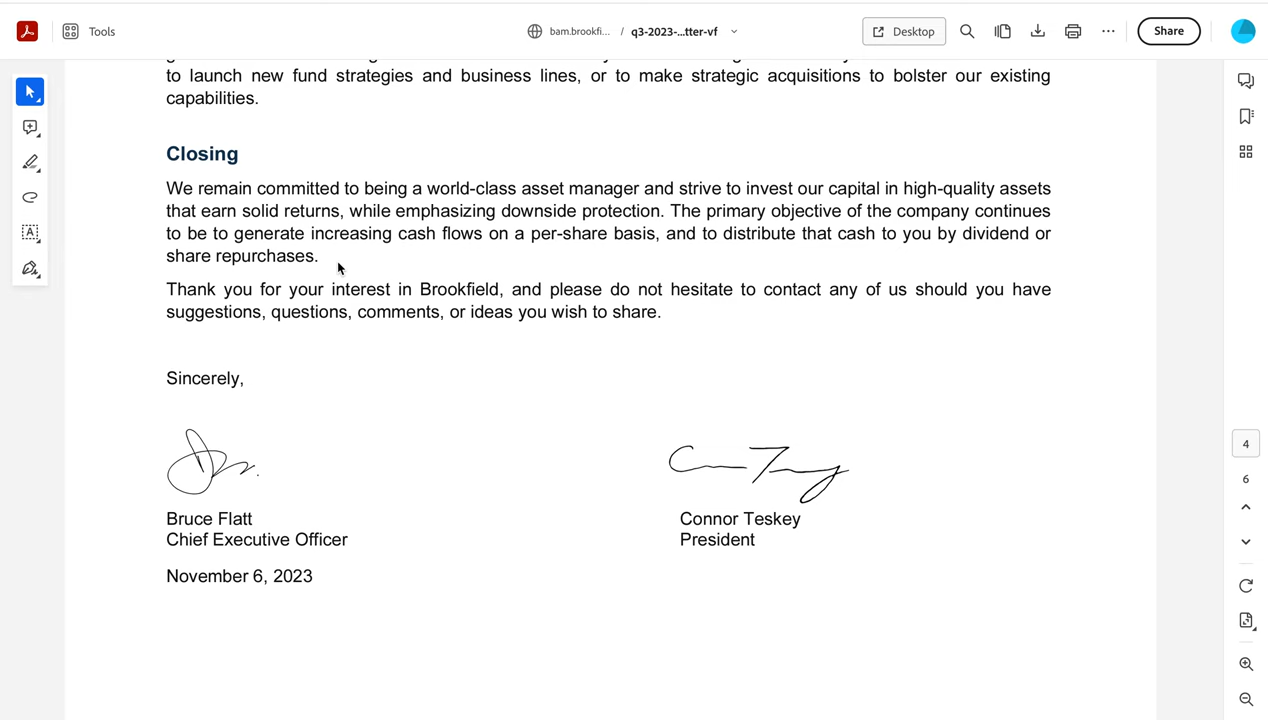 Tools
bam.brookfi... / q3-2023-...tter-vf
Desktop
Share
to launch new fund strategies and business lines, or to make strategic acquisitions to bolster our existing
capabilities.
Closing
We remain committed to being a world-class asset manager and strive to invest our capital in high-quality assets
that earn solid returns, while emphasizing downside protection. The primary objective of the company continues
to be to generate increasing cash flows on a per-share basis, and to distribute that cash to you by dividend or
share repurchases.
Thank you for your interest in Brookfield, and please do not hesitate to contact any of us should you have
suggestions, questions, comments, or ideas you wish to share.
Sincerely,
Bruce Flatt
Chief Executive Officer
Connor Teskey
President
November 6, 2023
4
6